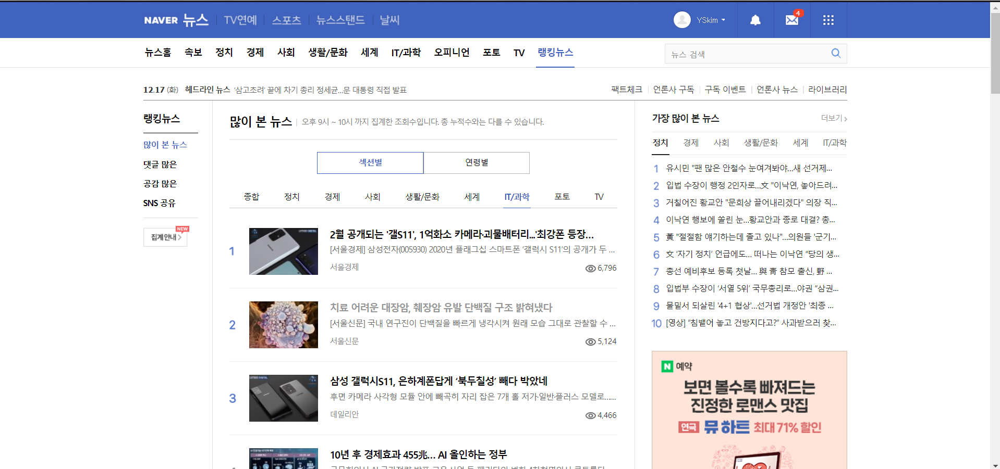 NAVER 뉴스 TV연예 스포츠 뉴스스탠드 날씨
YSkim
4
뉴스홈 속보 정치 경제 사회 생활/문화 세계 IT/과학 오피니언 포토 TV 랭킹뉴스
뉴스 검색
12.17 (화) 헤드라인 뉴스 '삼고초려' 끝에 차기 총리 정세균...문 대통령 직접 발표
팩트체크 언론사 구독 구독 이벤트 언론사 뉴스 라이브러리
랭킹뉴스
많이 본 뉴스
댓글 많은
공감 많은
SNS 공유
NEW
집계안내
많이 본 뉴스 오후 9시 ~ 10시 까지 집계한 조회수입니다. 총 누적수와는 다를 수 있습니다.
섹션별 연령별
종합 정치 경제 사회 생활/문화 세계 IT/과학 포토 TV
1
2월 공개되는 '갤S11', 1억화소 카메라·괴물배터리...'최강폰 등장...
[서울경제] 삼성전자(005930) 2020년 플래그십 스마트폰 '갤럭시 S11'의 공개가 두 ...
서울경제
6,796
2
치료 어려운 대장암, 췌장암 유발 단백질 구조 밝혀냈다
[서울신문] 국내 연구진이 단백질을 빠르게 냉각시켜 원래 모습 그대로 관찰할 수 ...
서울신문
5,124
3
삼성 갤럭시S11, 은하계폰답게 ‘북두칠성’ 빼다 박았네
후면 카메라 사각형 모듈 안에 빼곡히 자리 잡은 7개 홀 저가·일반·플러스 모델로......
데일리안
4,466
10년 후 경제효과 455兆… AI 올인하는 정부
가장 많이 본 뉴스 더보기
정치 경제 사회 생활/문화 세계 IT/과학
1 유시민 "팬 많은 안철수 눈여겨봐야...새 선거제...
2 입법 수장이 행정 2인자로...文 "이낙연, 놓아드려...
3 거칠어진 황교안 "문희상 끌어내리겠다" 의장 직...
4 이낙연 행보에 쏠린 눈...황교안과 종로 대결? 총...
5 黃 "절절함 얘기하는데 졸고 있나"...의원들 '군기...
6 文 ‘자기 정치’ 언급에도… 떠나는 이낙연 “당의 생...
7 총선 예비후보 등록 첫날… 與 靑 참모 출신, 野 ...
8 입법부 수장이 ‘서열 5위’ 국무총리로…야권 “삼권...
9 물밑서 되살린 '4+1 협상'...선거법 개정안 '최종 ...
10 [영상] “침뱉어 놓고 건방지다고?” 사과받으러 찾...
N 예약
보면 볼수록 빠져드는
진정한 로맨스 맛집
연극 뮤 하트 최대 71% 할인